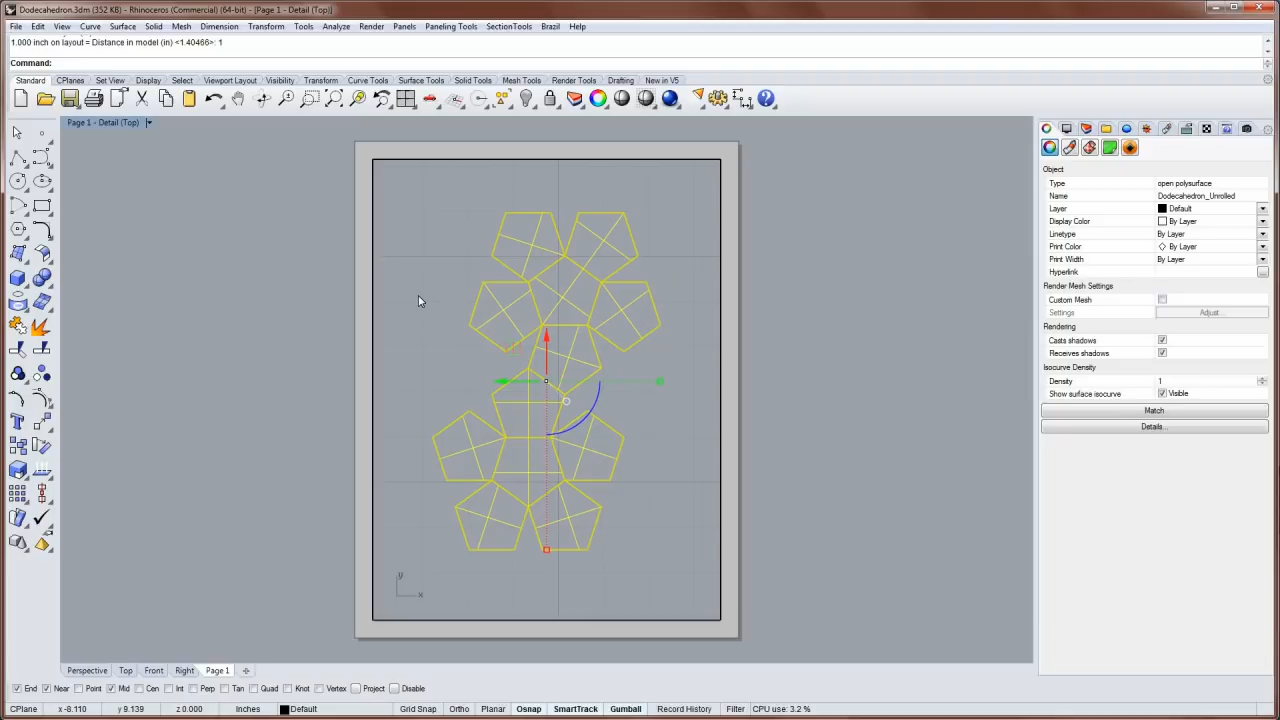 Dodecahedron.3dm (352 KB) - Rhinoceros (Commercial) (64-bit) - [Page 1 - Detail (Top)]
File Edit View Curve Surface Solid Mesh Dimension Transform Tools Analyze Render Panels Paneling Tools SectionTools Brazil Help
1.000 inch on layout = Distance in model (in) <1.40466>: 1
Command:
Standard CPlanes Set View Display Select Viewport Layout Visibility Transform Curve Tools Surface Tools Solid Tools Mesh Tools Render Tools Drafting New in V5
Page 1 - Detail (Top)
Object
Type open polysurface
Name Dodecahedron_Unrolled
Layer Default
Display Color By Layer
Linetype By Layer
Print Color By Layer
Print Width By Layer
Hyperlink ...
Render Mesh Settings
Custom Mesh
Settings Adjust...
Rendering
Casts shadows
Receives shadows
Isocurve Density
Density 1
Show surface isocurve Visible
Match
Details...
y
x
Perspective Top Front Right Page 1
End Near Point Mid Cen Int Perp Tan Quad Knot Vertex Project Disable
CPlane x -8.110 y 9.139 z 0.000 Inches Default Grid Snap Ortho Planar Osnap SmartTrack Gumball Record History Filter CPU use: 3.2 %